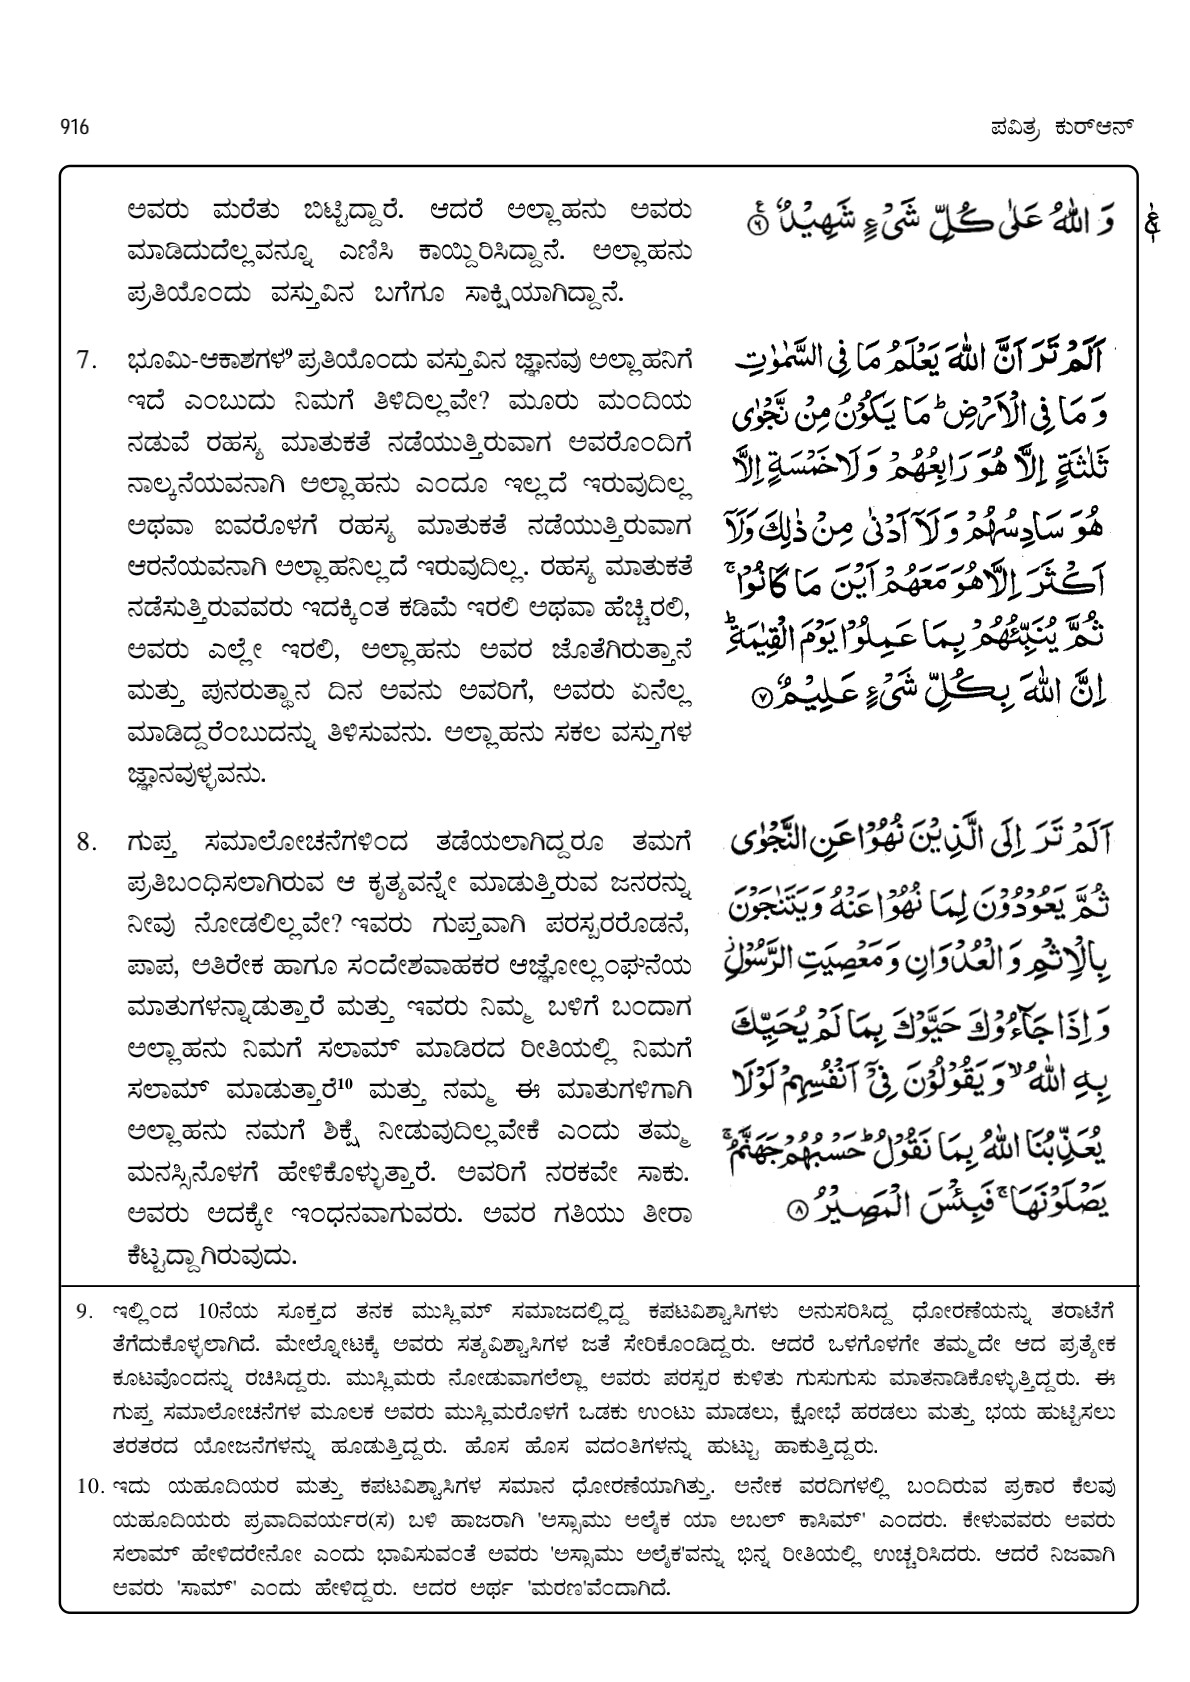 916
ಪವಿತ್ರ ಕುರ್‌ಆನ್
ಅವರು ಮರೆತು ಬಿಟ್ಟಿದ್ದಾರೆ. ಆದರೆ ಅಲ್ಲಾಹನು ಅವರು
ಮಾಡಿದುದೆಲ್ಲವನ್ನೂ ಎಣಿಸಿ ಕಾಯ್ದಿರಿಸಿದ್ದಾನೆ. ಅಲ್ಲಾಹನು
ಪ್ರತಿಯೊಂದು ವಸ್ತುವಿನ ಬಗೆಗೂ ಸಾಕ್ಷಿಯಾಗಿದ್ದಾನೆ.
وَ اللّٰهُ عَلٰى كُلِّ شَىْءٍ شَهِيْدٌ ۶
7. ಭೂಮಿ-ಆಕಾಶಗಳ⁹ ಪ್ರತಿಯೊಂದು ವಸ್ತುವಿನ ಜ್ಞಾನವು ಅಲ್ಲಾಹನಿಗೆ
ಇದೆ ಎಂಬುದು ನಿಮಗೆ ತಿಳಿದಿಲ್ಲವೇ? ಮೂರು ಮಂದಿಯ
ನಡುವೆ ರಹಸ್ಯ ಮಾತುಕತೆ ನಡೆಯುತ್ತಿರುವಾಗ ಅವರೊಂದಿಗೆ
ನಾಲ್ಕನೆಯವನಾಗಿ ಅಲ್ಲಾಹನು ಎಂದೂ ಇಲ್ಲದೆ ಇರುವುದಿಲ್ಲ
ಅಥವಾ ಐವರೊಳಗೆ ರಹಸ್ಯ ಮಾತುಕತೆ ನಡೆಯುತ್ತಿರುವಾಗ
ಆರನೆಯವನಾಗಿ ಅಲ್ಲಾಹನಿಲ್ಲದೆ ಇರುವುದಿಲ್ಲ. ರಹಸ್ಯ ಮಾತುಕತೆ
ನಡೆಸುತ್ತಿರುವವರು ಇದಕ್ಕಿಂತ ಕಡಿಮೆ ಇರಲಿ ಅಥವಾ ಹೆಚ್ಚಿರಲಿ,
ಅವರು ಎಲ್ಲೇ ಇರಲಿ, ಅಲ್ಲಾಹನು ಅವರ ಜೊತೆಗಿರುತ್ತಾನೆ
ಮತ್ತು ಪುನರುತ್ಥಾನ ದಿನ ಅವನು ಅವರಿಗೆ, ಅವರು ಏನೆಲ್ಲ
ಮಾಡಿದ್ದರೆಂಬುದನ್ನು ತಿಳಿಸುವನು. ಅಲ್ಲಾಹನು ಸಕಲ ವಸ್ತುಗಳ
ಜ್ಞಾನವುಳ್ಳವನು.
اَلَمْ تَرَ اَنَّ اللّٰهَ يَعْلَمُ مَا فِى السَّمٰوٰتِ
وَ مَا فِى الْاَرْضِ ؕ مَا يَكُوْنُ مِنْ نَّجْوٰى
ثَلٰثَةٍ اِلَّا هُوَ رَابِعُهُمْ وَ لَا خَمْسَةٍ اِلَّا
هُوَ سَادِسُهُمْ وَ لَاۤ اَدْنٰى مِنْ ذٰلِكَ وَلَاۤ
اَكْثَرَ اِلَّا هُوَ مَعَهُمْ اَيْنَ مَا كَانُوْا ۚ
ثُمَّ يُنَبِّئُهُمْ بِمَا عَمِلُوْا يَوْمَ الْقِيٰمَةِ ؕ
اِنَّ اللّٰهَ بِكُلِّ شَىْءٍ عَلِيْمٌ ۷
8. ಗುಪ್ತ ಸಮಾಲೋಚನೆಗಳಿಂದ ತಡೆಯಲಾಗಿದ್ದರೂ ತಮಗೆ
ಪ್ರತಿಬಂಧಿಸಲಾಗಿರುವ ಆ ಕೃತ್ಯವನ್ನೇ ಮಾಡುತ್ತಿರುವ ಜನರನ್ನು
ನೀವು ನೋಡಲಿಲ್ಲವೇ? ಇವರು ಗುಪ್ತವಾಗಿ ಪರಸ್ಪರರೊಡನೆ,
ಪಾಪ, ಅತಿರೇಕ ಹಾಗೂ ಸಂದೇಶವಾಹಕರ ಆಜ್ಞೋಲ್ಲಂಘನೆಯ
ಮಾತುಗಳನ್ನಾಡುತ್ತಾರೆ ಮತ್ತು ಇವರು ನಿಮ್ಮ ಬಳಿಗೆ ಬಂದಾಗ
ಅಲ್ಲಾಹನು ನಿಮಗೆ ಸಲಾಮ್ ಮಾಡಿರದ ರೀತಿಯಲ್ಲಿ ನಿಮಗೆ
ಸಲಾಮ್ ಮಾಡುತ್ತಾರೆ¹⁰ ಮತ್ತು ನಮ್ಮ ಈ ಮಾತುಗಳಿಗಾಗಿ
ಅಲ್ಲಾಹನು ನಮಗೆ ಶಿಕ್ಷೆ ನೀಡುವುದಿಲ್ಲವೇಕೆ ಎಂದು ತಮ್ಮ
ಮನಸ್ಸಿನೊಳಗೆ ಹೇಳಿಕೊಳ್ಳುತ್ತಾರೆ. ಅವರಿಗೆ ನರಕವೇ ಸಾಕು.
ಅವರು ಅದಕ್ಕೇ ಇಂಧನವಾಗುವರು. ಅವರ ಗತಿಯು ತೀರಾ
ಕೆಟ್ಟದ್ದಾಗಿರುವುದು.
اَلَمْ تَرَ اِلَى الَّذِيْنَ نُهُوْا عَنِ النَّجْوٰى
ثُمَّ يَعُوْدُوْنَ لِمَا نُهُوْا عَنْهُ وَ يَتَنٰجَوْنَ
بِالْاِثْمِ وَ الْعُدْوَانِ وَ مَعْصِيَتِ الرَّسُوْلِ ؗ
وَ اِذَا جَآءُوْكَ حَيَّوْكَ بِمَا لَمْ يُحَيِّكَ
بِهِ اللّٰهُ ۙ وَ يَقُوْلُوْنَ فِىْۤ اَنْفُسِهِمْ لَوْلَا
يُعَذِّبُنَا اللّٰهُ بِمَا نَقُوْلُ ؕ حَسْبُهُمْ جَهَنَّمُ ۚ
يَصْلَوْنَهَا ۚ فَبِئْسَ الْمَصِيْرُ ۸
9. ಇಲ್ಲಿಂದ 10ನೆಯ ಸೂಕ್ತದ ತನಕ ಮುಸ್ಲಿಮ್ ಸಮಾಜದಲ್ಲಿದ್ದ ಕಪಟವಿಶ್ವಾಸಿಗಳು ಅನುಸರಿಸಿದ್ದ ಧೋರಣೆಯನ್ನು ತರಾಟೆಗೆ
ತೆಗೆದುಕೊಳ್ಳಲಾಗಿದೆ. ಮೇಲ್ನೋಟಕ್ಕೆ ಅವರು ಸತ್ಯವಿಶ್ವಾಸಿಗಳ ಜತೆ ಸೇರಿಕೊಂಡಿದ್ದರು. ಆದರೆ ಒಳಗೊಳಗೇ ತಮ್ಮದೇ ಆದ ಪ್ರತ್ಯೇಕ
ಕೂಟವೊಂದನ್ನು ರಚಿಸಿದ್ದರು. ಮುಸ್ಲಿಮರು ನೋಡುವಾಗಲೆಲ್ಲಾ ಅವರು ಪರಸ್ಪರ ಕುಳಿತು ಗುಸುಗುಸು ಮಾತನಾಡಿಕೊಳ್ಳುತ್ತಿದ್ದರು. ಈ
ಗುಪ್ತ ಸಮಾಲೋಚನೆಗಳ ಮೂಲಕ ಅವರು ಮುಸ್ಲಿಮರೊಳಗೆ ಒಡಕು ಉಂಟು ಮಾಡಲು, ಕ್ಷೋಭೆ ಹರಡಲು ಮತ್ತು ಭಯ ಹುಟ್ಟಿಸಲು
ತರತರದ ಯೋಜನೆಗಳನ್ನು ಹೂಡುತ್ತಿದ್ದರು. ಹೊಸ ಹೊಸ ವದಂತಿಗಳನ್ನು ಹುಟ್ಟು ಹಾಕುತ್ತಿದ್ದರು.
10. ಇದು ಯಹೂದಿಯರ ಮತ್ತು ಕಪಟವಿಶ್ವಾಸಿಗಳ ಸಮಾನ ಧೋರಣೆಯಾಗಿತ್ತು. ಅನೇಕ ವರದಿಗಳಲ್ಲಿ ಬಂದಿರುವ ಪ್ರಕಾರ ಕೆಲವು
ಯಹೂದಿಯರು ಪ್ರವಾದಿವರ್ಯರ(ಸ) ಬಳಿ ಹಾಜರಾಗಿ 'ಅಸ್ಸಾಮು ಅಲೈಕ ಯಾ ಅಬಲ್ ಕಾಸಿಮ್' ಎಂದರು. ಕೇಳುವವರು ಅವರು
ಸಲಾಮ್ ಹೇಳಿದರೇನೋ ಎಂದು ಭಾವಿಸುವಂತೆ ಅವರು 'ಅಸ್ಸಾಮು ಅಲೈಕ'ವನ್ನು ಭಿನ್ನ ರೀತಿಯಲ್ಲಿ ಉಚ್ಚರಿಸಿದರು. ಆದರೆ ನಿಜವಾಗಿ
ಅವರು 'ಸಾಮ್' ಎಂದು ಹೇಳಿದ್ದರು. ಅದರ ಅರ್ಥ 'ಮರಣ'ವೆಂದಾಗಿದೆ.